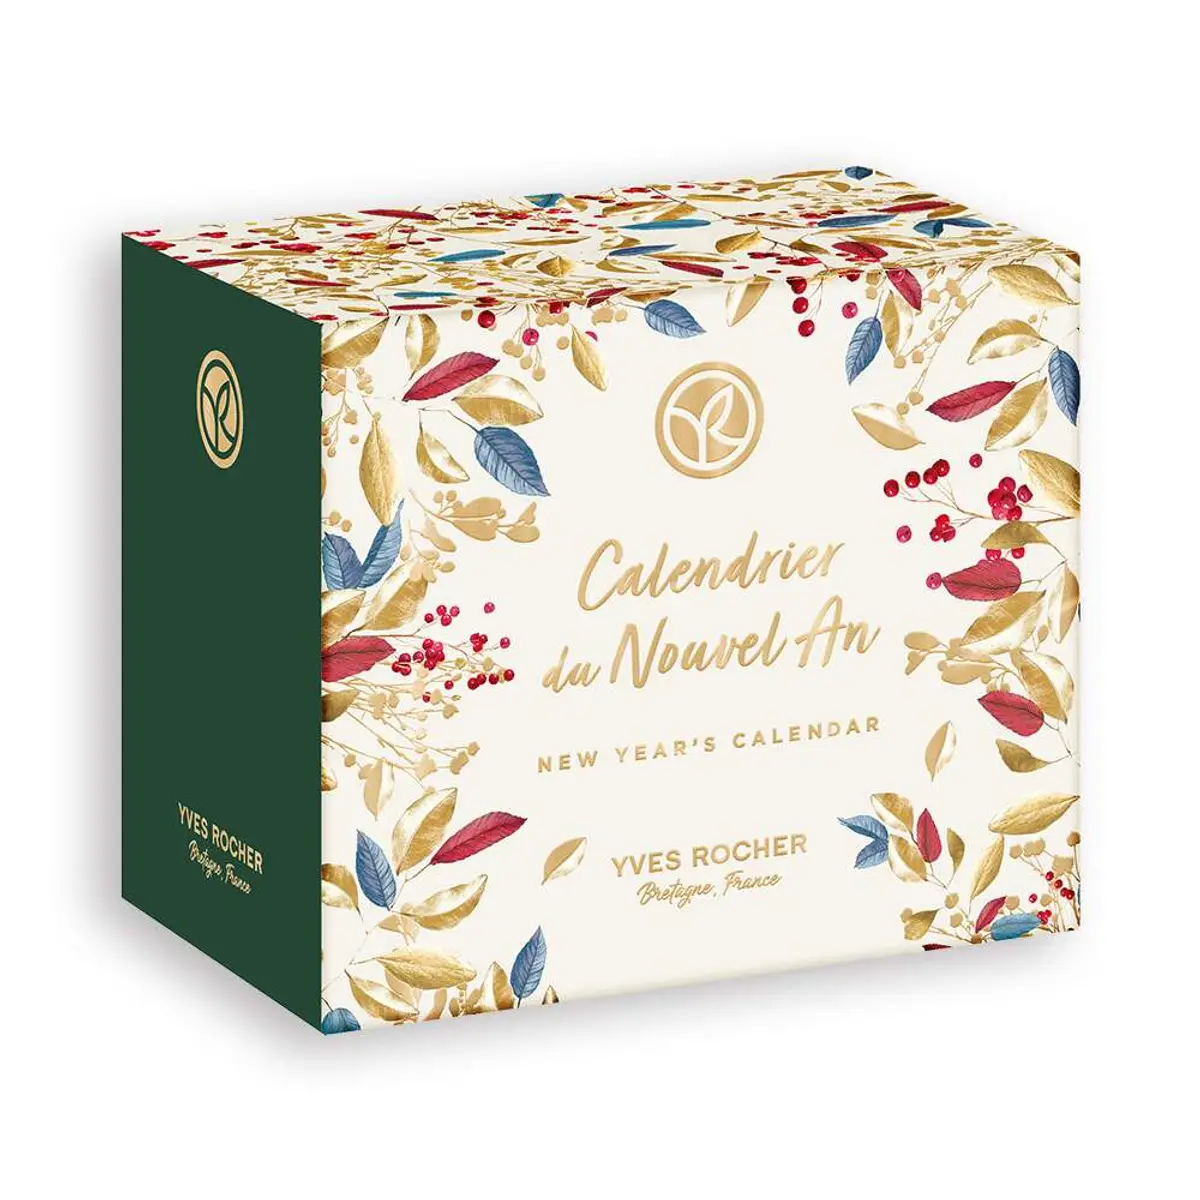 Calendrier
du Nouvel An
NEW YEAR'S CALENDAR
YVES ROCHER
Bretagne, France
YVES ROCHER
Bretagne, France